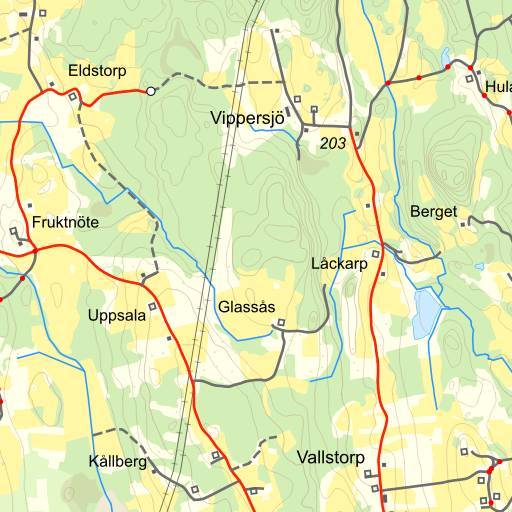 Eldstorp
Hula
Vippersjö
203
Berget
Fruktnöte
Låckarp
Glassås
Uppsala
Vallstorp
Kållberg